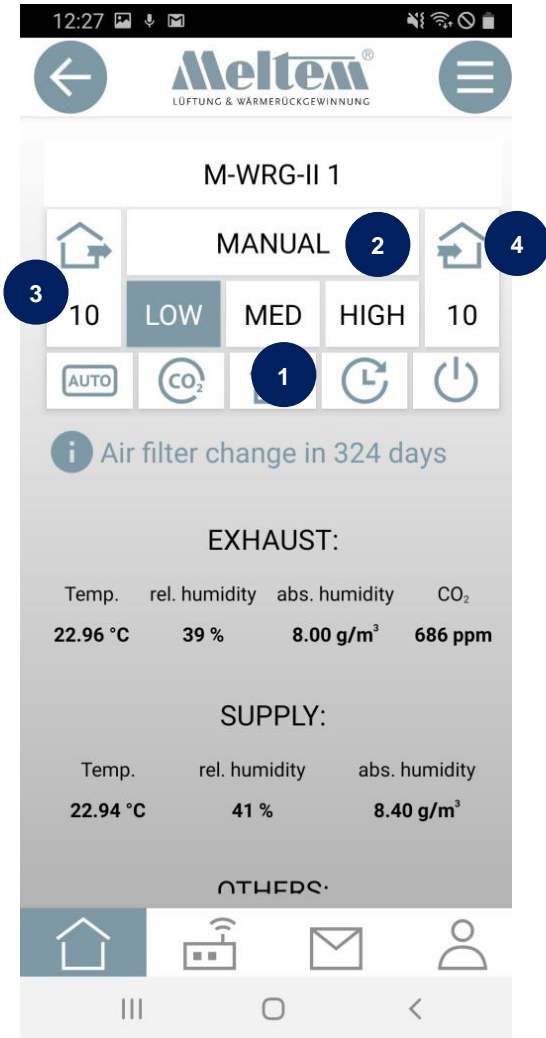 12:27
Meltem®
LÜFTUNG & WÄRMERÜCKGEWINNUNG
M-WRG-II 1
MANUAL 2 4
3 10 LOW MED HIGH 10
AUTO CO₂ 1
i Air filter change in 324 days
EXHAUST:
Temp. rel. humidity abs. humidity CO₂
22.96 °C 39 % 8.00 g/m³ 686 ppm
SUPPLY:
Temp. rel. humidity abs. humidity
22.94 °C 41 % 8.40 g/m³
OTHERS: